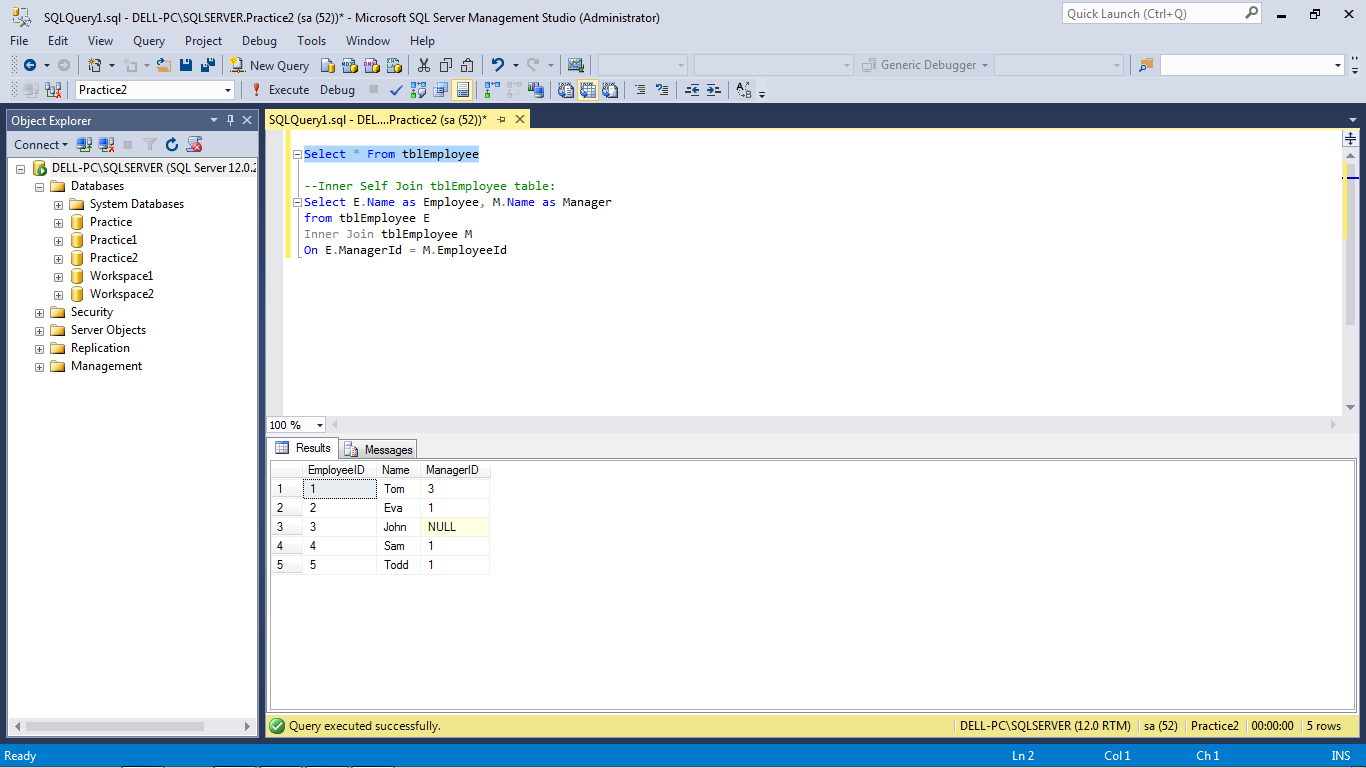 SQLQuery1.sql - DELL-PC\SQLSERVER.Practice2 (sa (52))* - Microsoft SQL Server Management Studio (Administrator)
Quick Launch (Ctrl+Q)
File Edit View Query Project Debug Tools Window Help
New Query Generic Debugger
Practice2 Execute Debug
Object Explorer
Connect
DELL-PC\SQLSERVER (SQL Server 12.0.2
Databases
System Databases
Practice
Practice1
Practice2
Workspace1
Workspace2
Security
Server Objects
Replication
Management
SQLQuery1.sql - DEL....Practice2 (sa (52))*
Select * From tblEmployee
--Inner Self Join tblEmployee table:
Select E.Name as Employee, M.Name as Manager
from tblEmployee E
Inner Join tblEmployee M
On E.ManagerId = M.EmployeeId
100 %
Results Messages
EmployeeID Name ManagerID
1 1 Tom 3
2 2 Eva 1
3 3 John NULL
4 4 Sam 1
5 5 Todd 1
Query executed successfully. DELL-PC\SQLSERVER (12.0 RTM) sa (52) Practice2 00:00:00 5 rows
Ready Ln 2 Col 1 Ch 1 INS